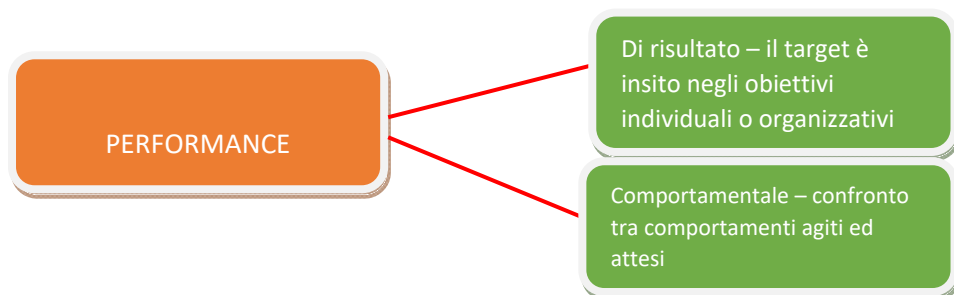 PERFORMANCE
Di risultato – il target è
insito negli obiettivi
individuali o organizzativi
Comportamentale – confronto
tra comportamenti agiti ed
attesi